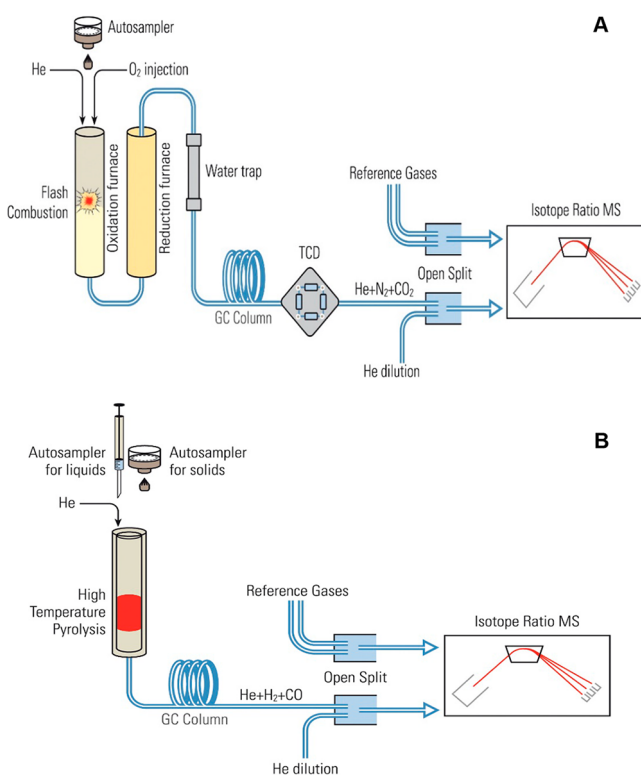 A
Autosampler
He
O₂ injection
Flash
Combustion
Oxidation furnace
Reduction furnace
Water trap
Reference Gases
Isotope Ratio MS
TCD
Open Split
GC Column
He+N₂+CO₂
He dilution
B
Autosampler
for liquids
Autosampler
for solids
He
High
Temperature
Pyrolysis
Reference Gases
Isotope Ratio MS
Open Split
GC Column
He+H₂+CO
He dilution